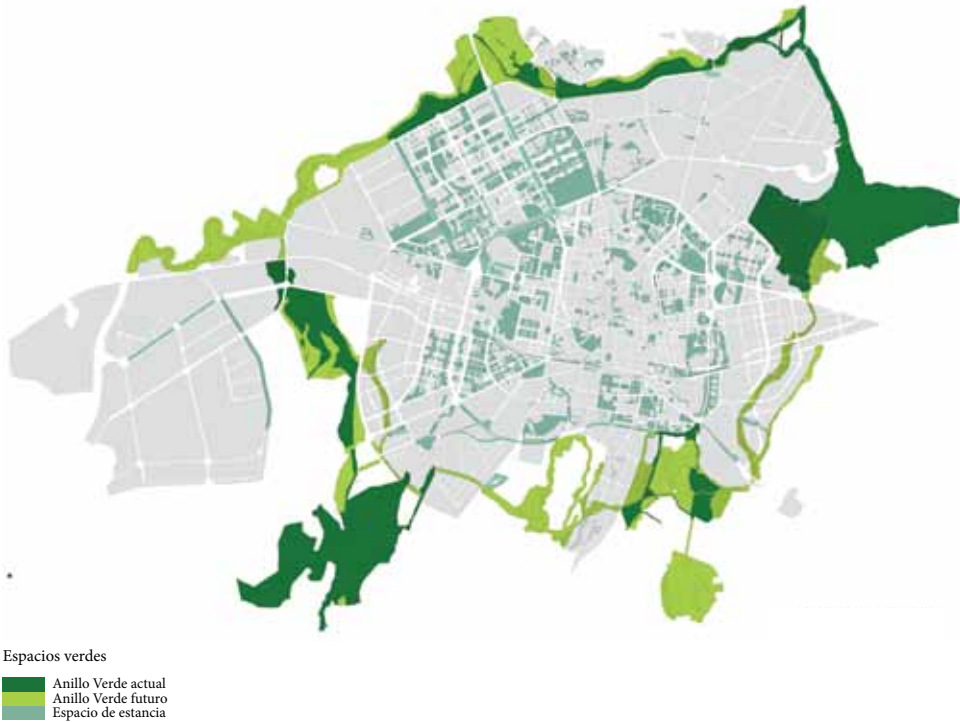 Espacios verdes
Anillo Verde actual
Anillo Verde futuro
Espacio de estancia